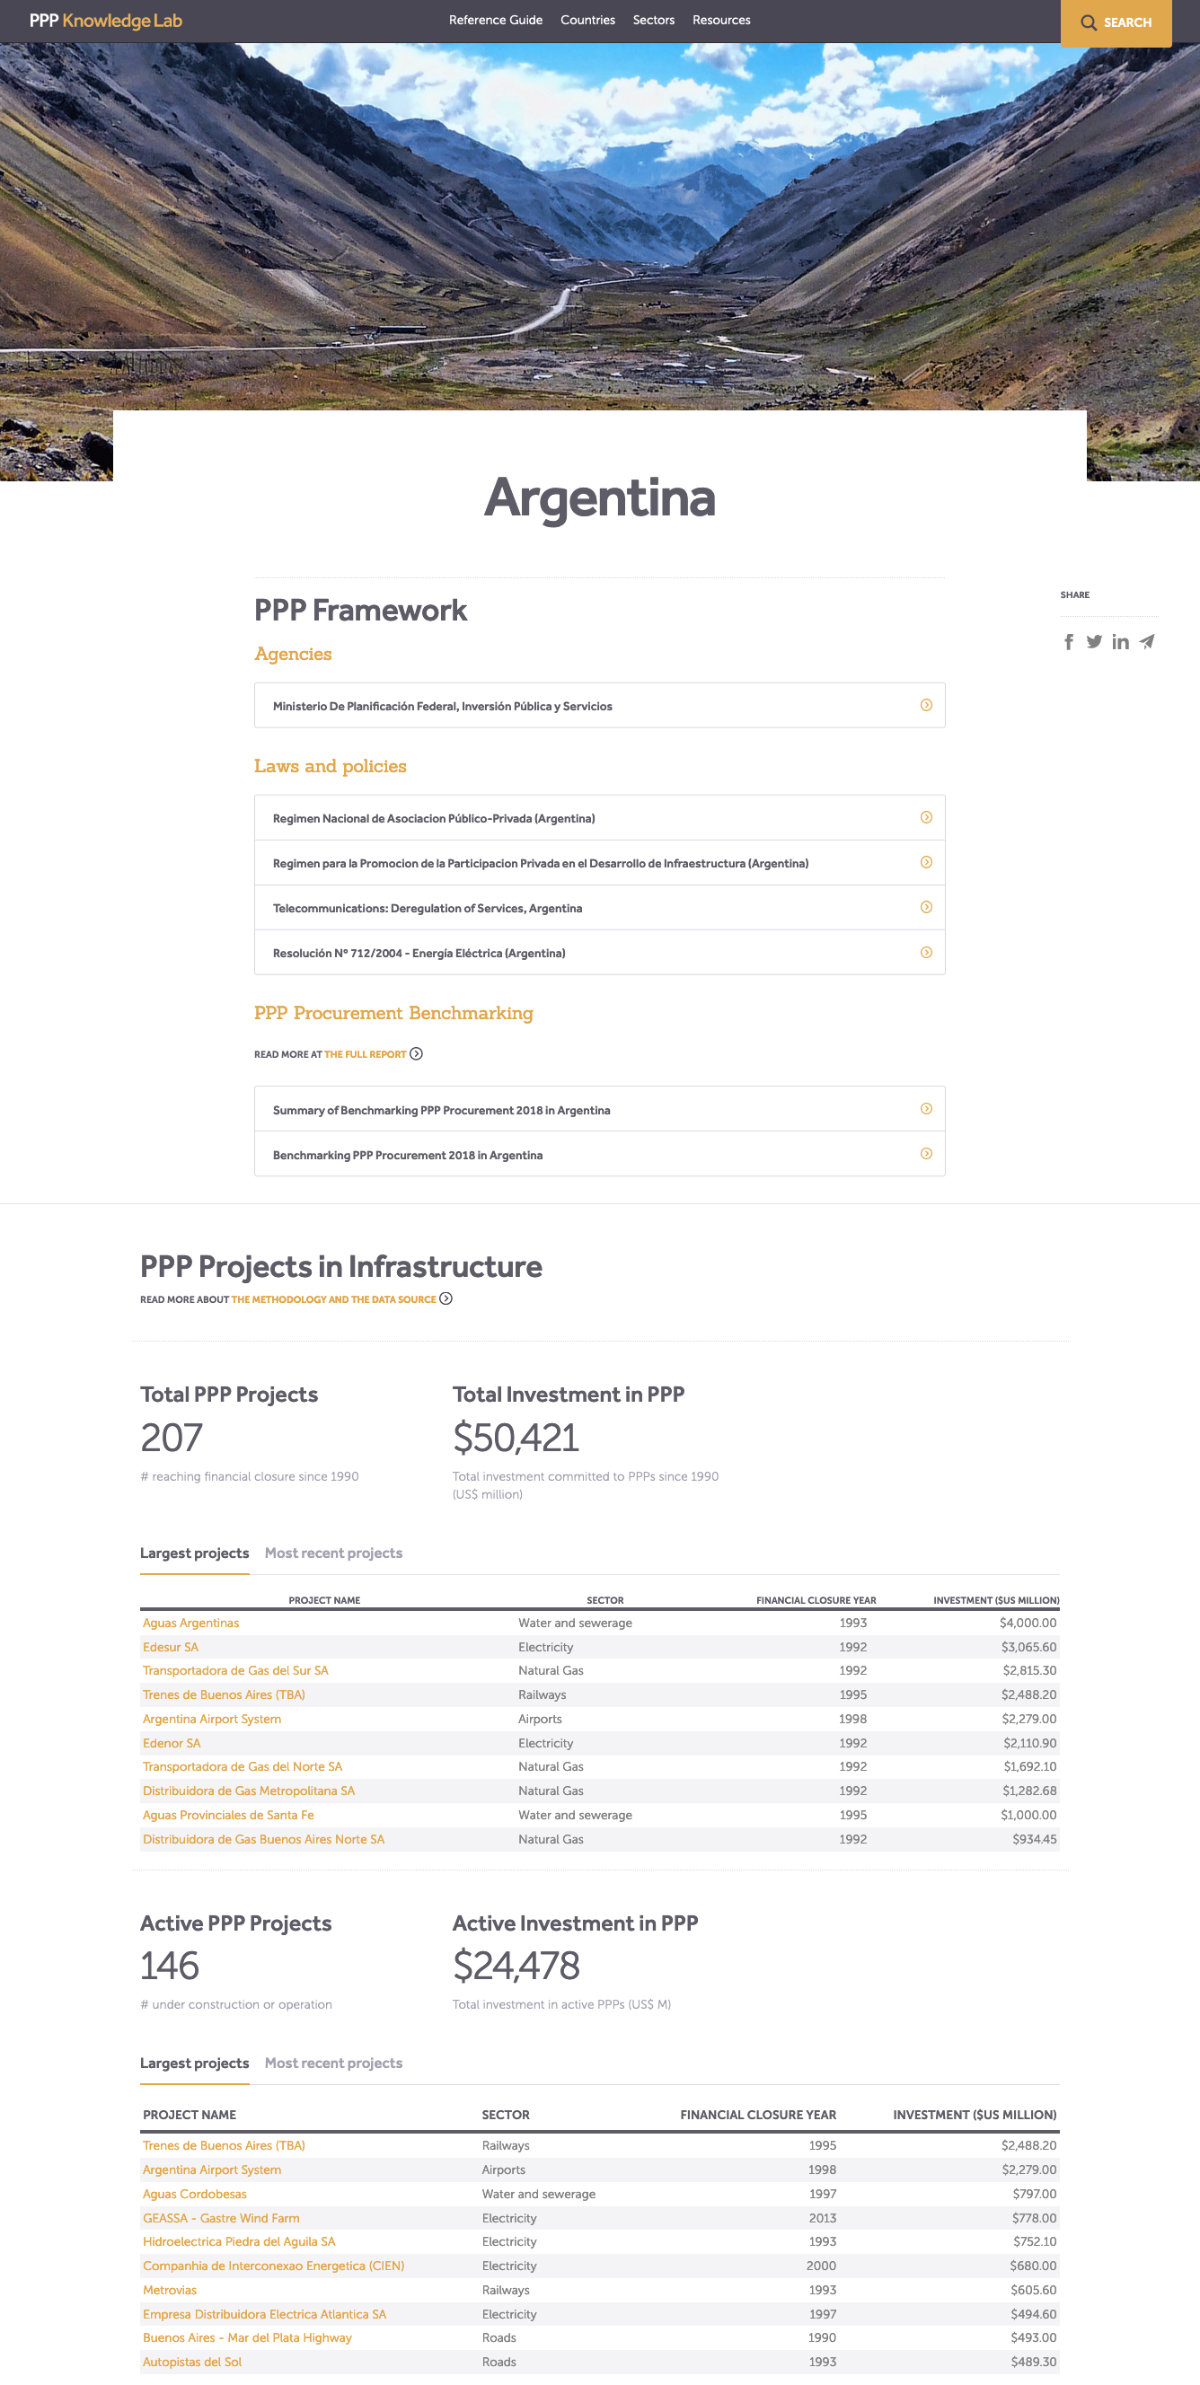 PPP Knowledge Lab
Reference Guide Countries Sectors Resources
SEARCH
Argentina
PPP Framework
SHARE
Agencies
Ministerio De Planificación Federal, Inversión Pública y Servicios
Laws and policies
Regimen Nacional de Asociacion Público-Privada (Argentina)
Regimen para la Promocion de la Participacion Privada en el Desarrollo de Infraestructura (Argentina)
Telecommunications: Deregulation of Services, Argentina
Resolución Nº 712/2004 - Energía Eléctrica (Argentina)
PPP Procurement Benchmarking
READ MORE AT THE FULL REPORT
Summary of Benchmarking PPP Procurement 2018 in Argentina
Benchmarking PPP Procurement 2018 in Argentina
PPP Projects in Infrastructure
READ MORE ABOUT THE METHODOLOGY AND THE DATA SOURCE
Total PPP Projects
207
# reaching financial closure since 1990
Total Investment in PPP
$50,421
Total investment committed to PPPs since 1990
(US$ million)
Largest projects Most recent projects
PROJECT NAME SECTOR FINANCIAL CLOSURE YEAR INVESTMENT ($US MILLION)
Aguas Argentinas Water and sewerage 1993 $4,000.00
Edesur SA Electricity 1992 $3,065.60
Transportadora de Gas del Sur SA Natural Gas 1992 $2,815.30
Trenes de Buenos Aires (TBA) Railways 1995 $2,488.20
Argentina Airport System Airports 1998 $2,279.00
Edenor SA Electricity 1992 $2,110.90
Transportadora de Gas del Norte SA Natural Gas 1992 $1,692.10
Distribuidora de Gas Metropolitana SA Natural Gas 1992 $1,282.68
Aguas Provinciales de Santa Fe Water and sewerage 1995 $1,000.00
Distribuidora de Gas Buenos Aires Norte SA Natural Gas 1992 $934.45
Active PPP Projects
146
# under construction or operation
Active Investment in PPP
$24,478
Total investment in active PPPs (US$ M)
Largest projects Most recent projects
PROJECT NAME SECTOR FINANCIAL CLOSURE YEAR INVESTMENT ($US MILLION)
Trenes de Buenos Aires (TBA) Railways 1995 $2,488.20
Argentina Airport System Airports 1998 $2,279.00
Aguas Cordobesas Water and sewerage 1997 $797.00
GEASSA - Gastre Wind Farm Electricity 2013 $778.00
Hidroelectrica Piedra del Aguila SA Electricity 1993 $752.10
Companhia de Interconexao Energetica (CIEN) Electricity 2000 $680.00
Metrovias Railways 1993 $605.60
Empresa Distribuidora Electrica Atlantica SA Electricity 1997 $494.60
Buenos Aires - Mar del Plata Highway Roads 1990 $493.00
Autopistas del Sol Roads 1993 $489.30